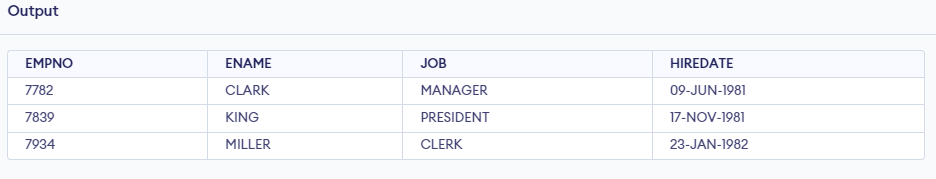 Output
EMPNO ENAME JOB HIREDATE
7782 CLARK MANAGER 09-JUN-1981
7839 KING PRESIDENT 17-NOV-1981
7934 MILLER CLERK 23-JAN-1982